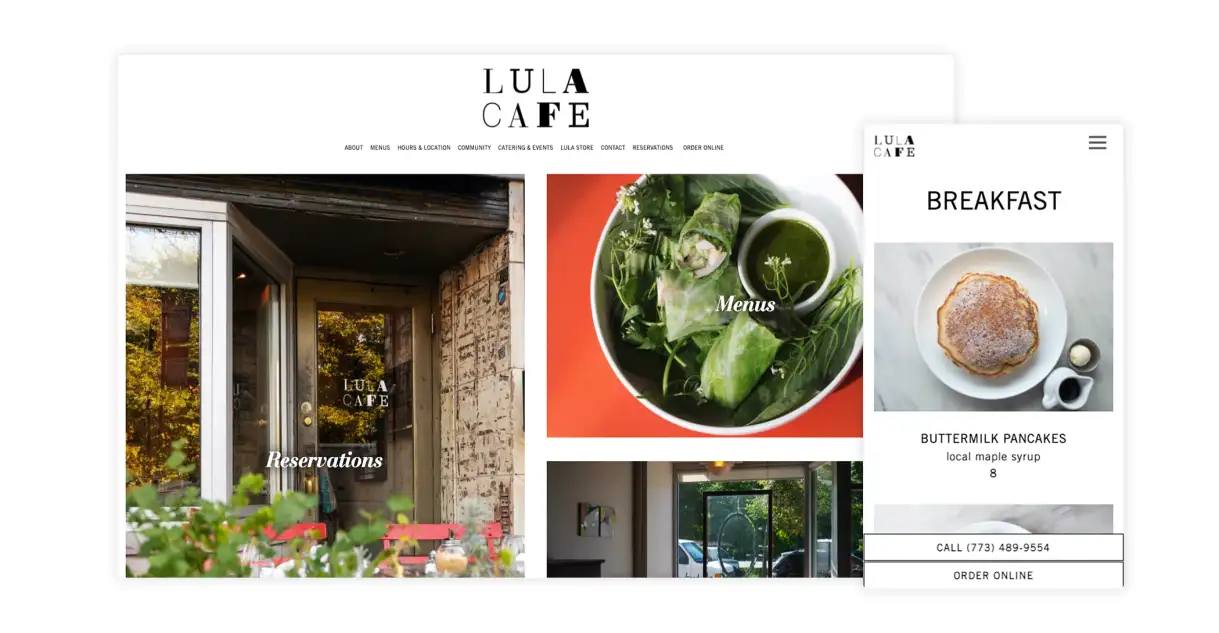 LULA
CAFE
ABOUT MENUS HOURS & LOCATION COMMUNITY CATERING & EVENTS LULA STORE CONTACT RESERVATIONS ORDER ONLINE
LULA
CAFE
Reservations
Menus
LULA
CAFE
BREAKFAST
BUTTERMILK PANCAKES
local maple syrup
8
CALL (773) 489-9554
ORDER ONLINE